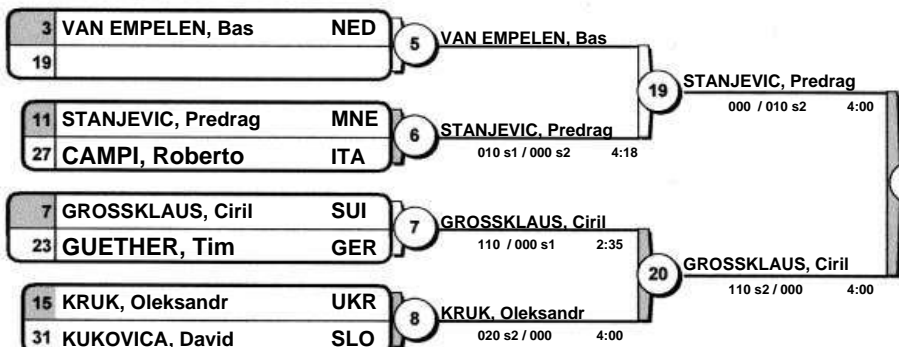 3 VAN EMPELEN, Bas NED
19
5
VAN EMPELEN, Bas
11 STANJEVIC, Predrag MNE
27 CAMPI, Roberto ITA
6
STANJEVIC, Predrag
010 s1 / 000 s2 4:18
19
STANJEVIC, Predrag
000 / 010 s2 4:00
7 GROSSKLAUS, Ciril SUI
23 GUETHER, Tim GER
7
GROSSKLAUS, Ciril
110 / 000 s1 2:35
15 KRUK, Oleksandr UKR
31 KUKOVICA, David SLO
8
KRUK, Oleksandr
020 s2 / 000 4:00
20
GROSSKLAUS, Ciril
110 s2 / 000 4:00